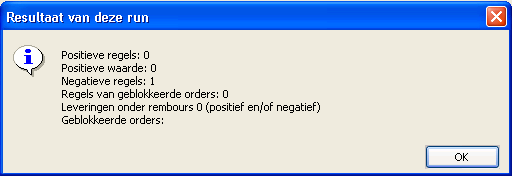 Resultaat van deze run
Positieve regels: 0
Positieve waarde: 0
Negatieve regels: 1
Regels van geblokkeerde orders: 0
Leveringen onder rembours 0 (positief en/of negatief)
Geblokkeerde orders:
OK